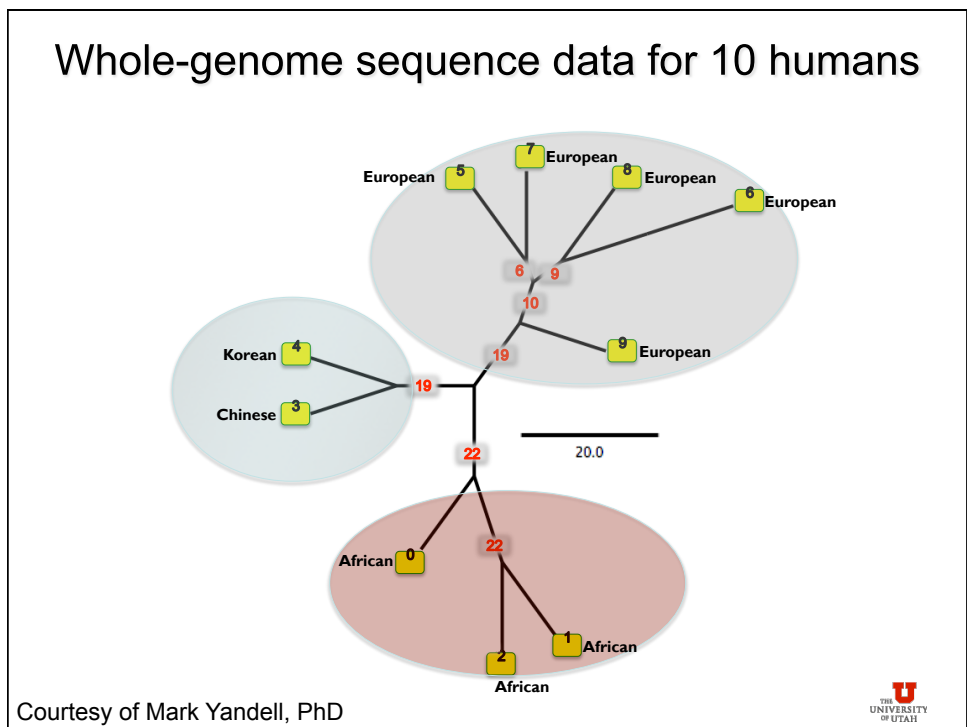 Whole-genome sequence data for 10 humans
7
European
5
European
8
European
6
European
6
9
10
9
European
19
4
Korean
19
3
Chinese
22
20.0
0
African
22
1
African
2
African
Courtesy of Mark Yandell, PhD
THE
U
UNIVERSITY
OF UTAH